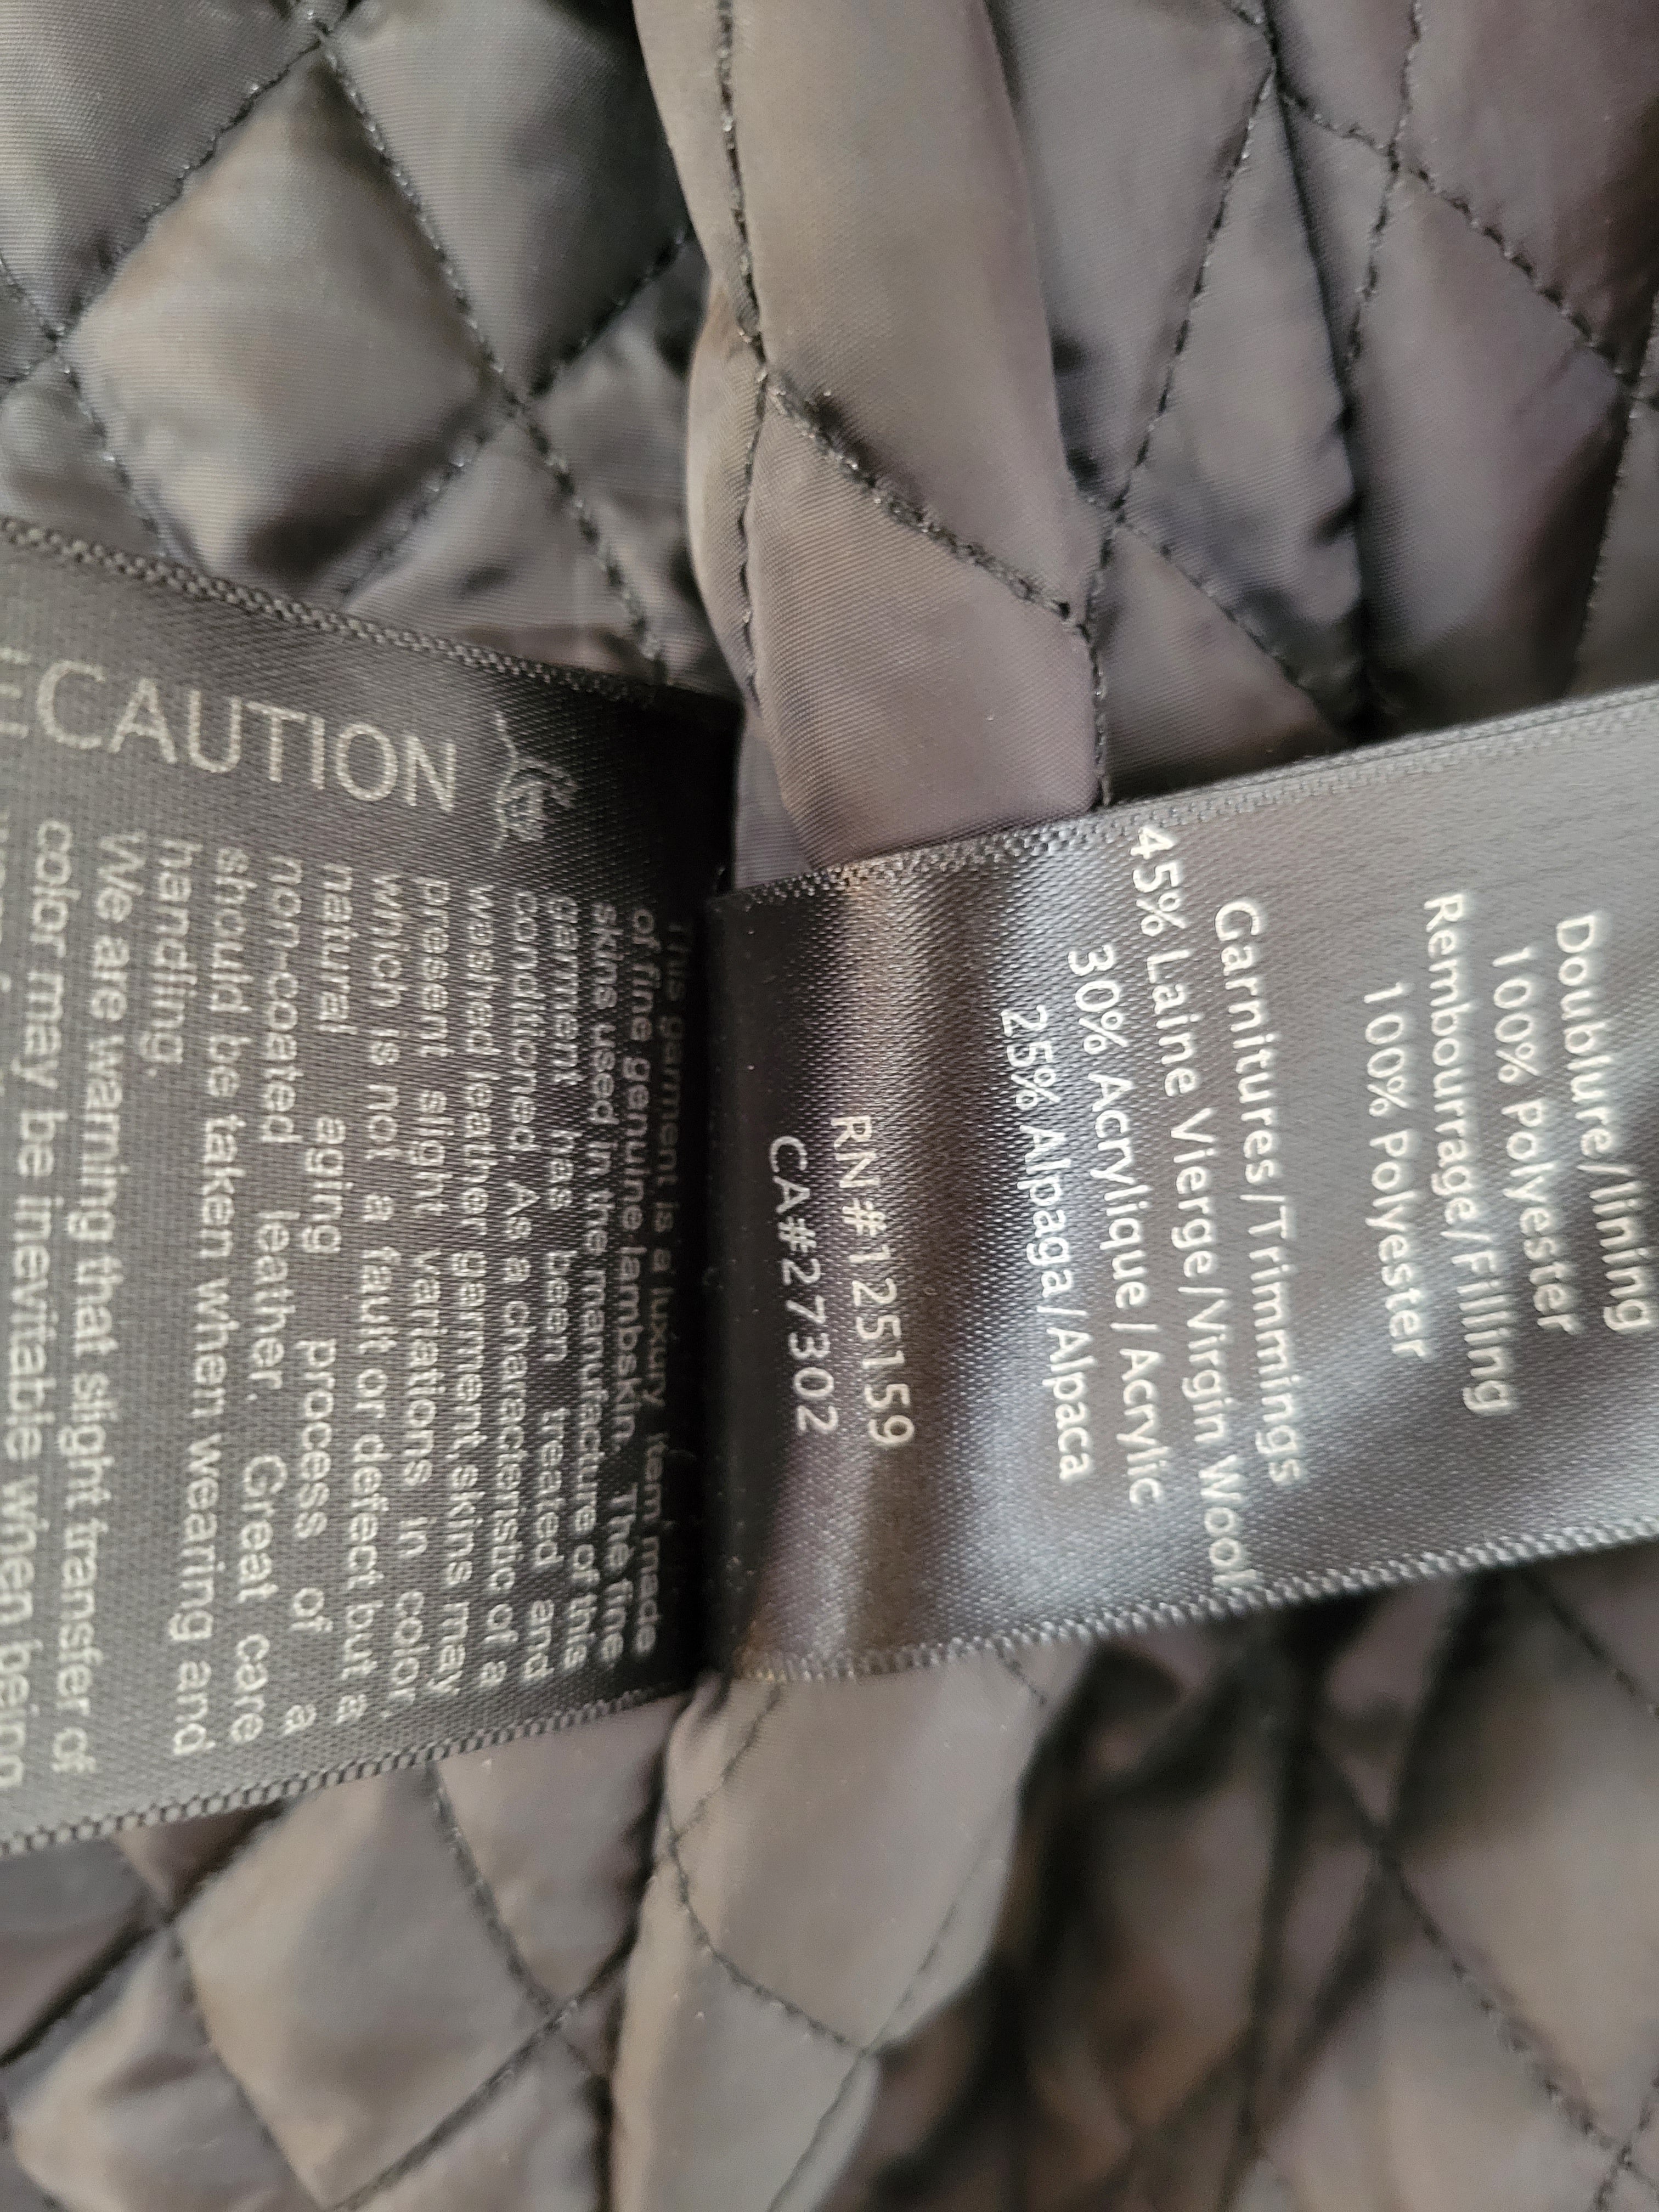 ECAUTION
This garment is a luxury item made
of fine genuine lambskin. The fine
skins used in the manufacture of this
garment has been treated and
conditioned. As a characteristic of a
washed leather garment skins may
present slight variations in color,
which is not a fault or defect but a
natural aging process of a
non-coated leather. Great care
should be taken when wearing and
handling.
We are warning that slight transfer of
color may be inevitable when being
Doublure/lining
100% Polyester
Rembourrage/Filling
100% Polyester
Garnitures/Trimmings
45% Laine Vierge/Virgin Wool
30% Acrylique / Acrylic
25% Alpaga /Alpaca
RN#125159
CA#27302